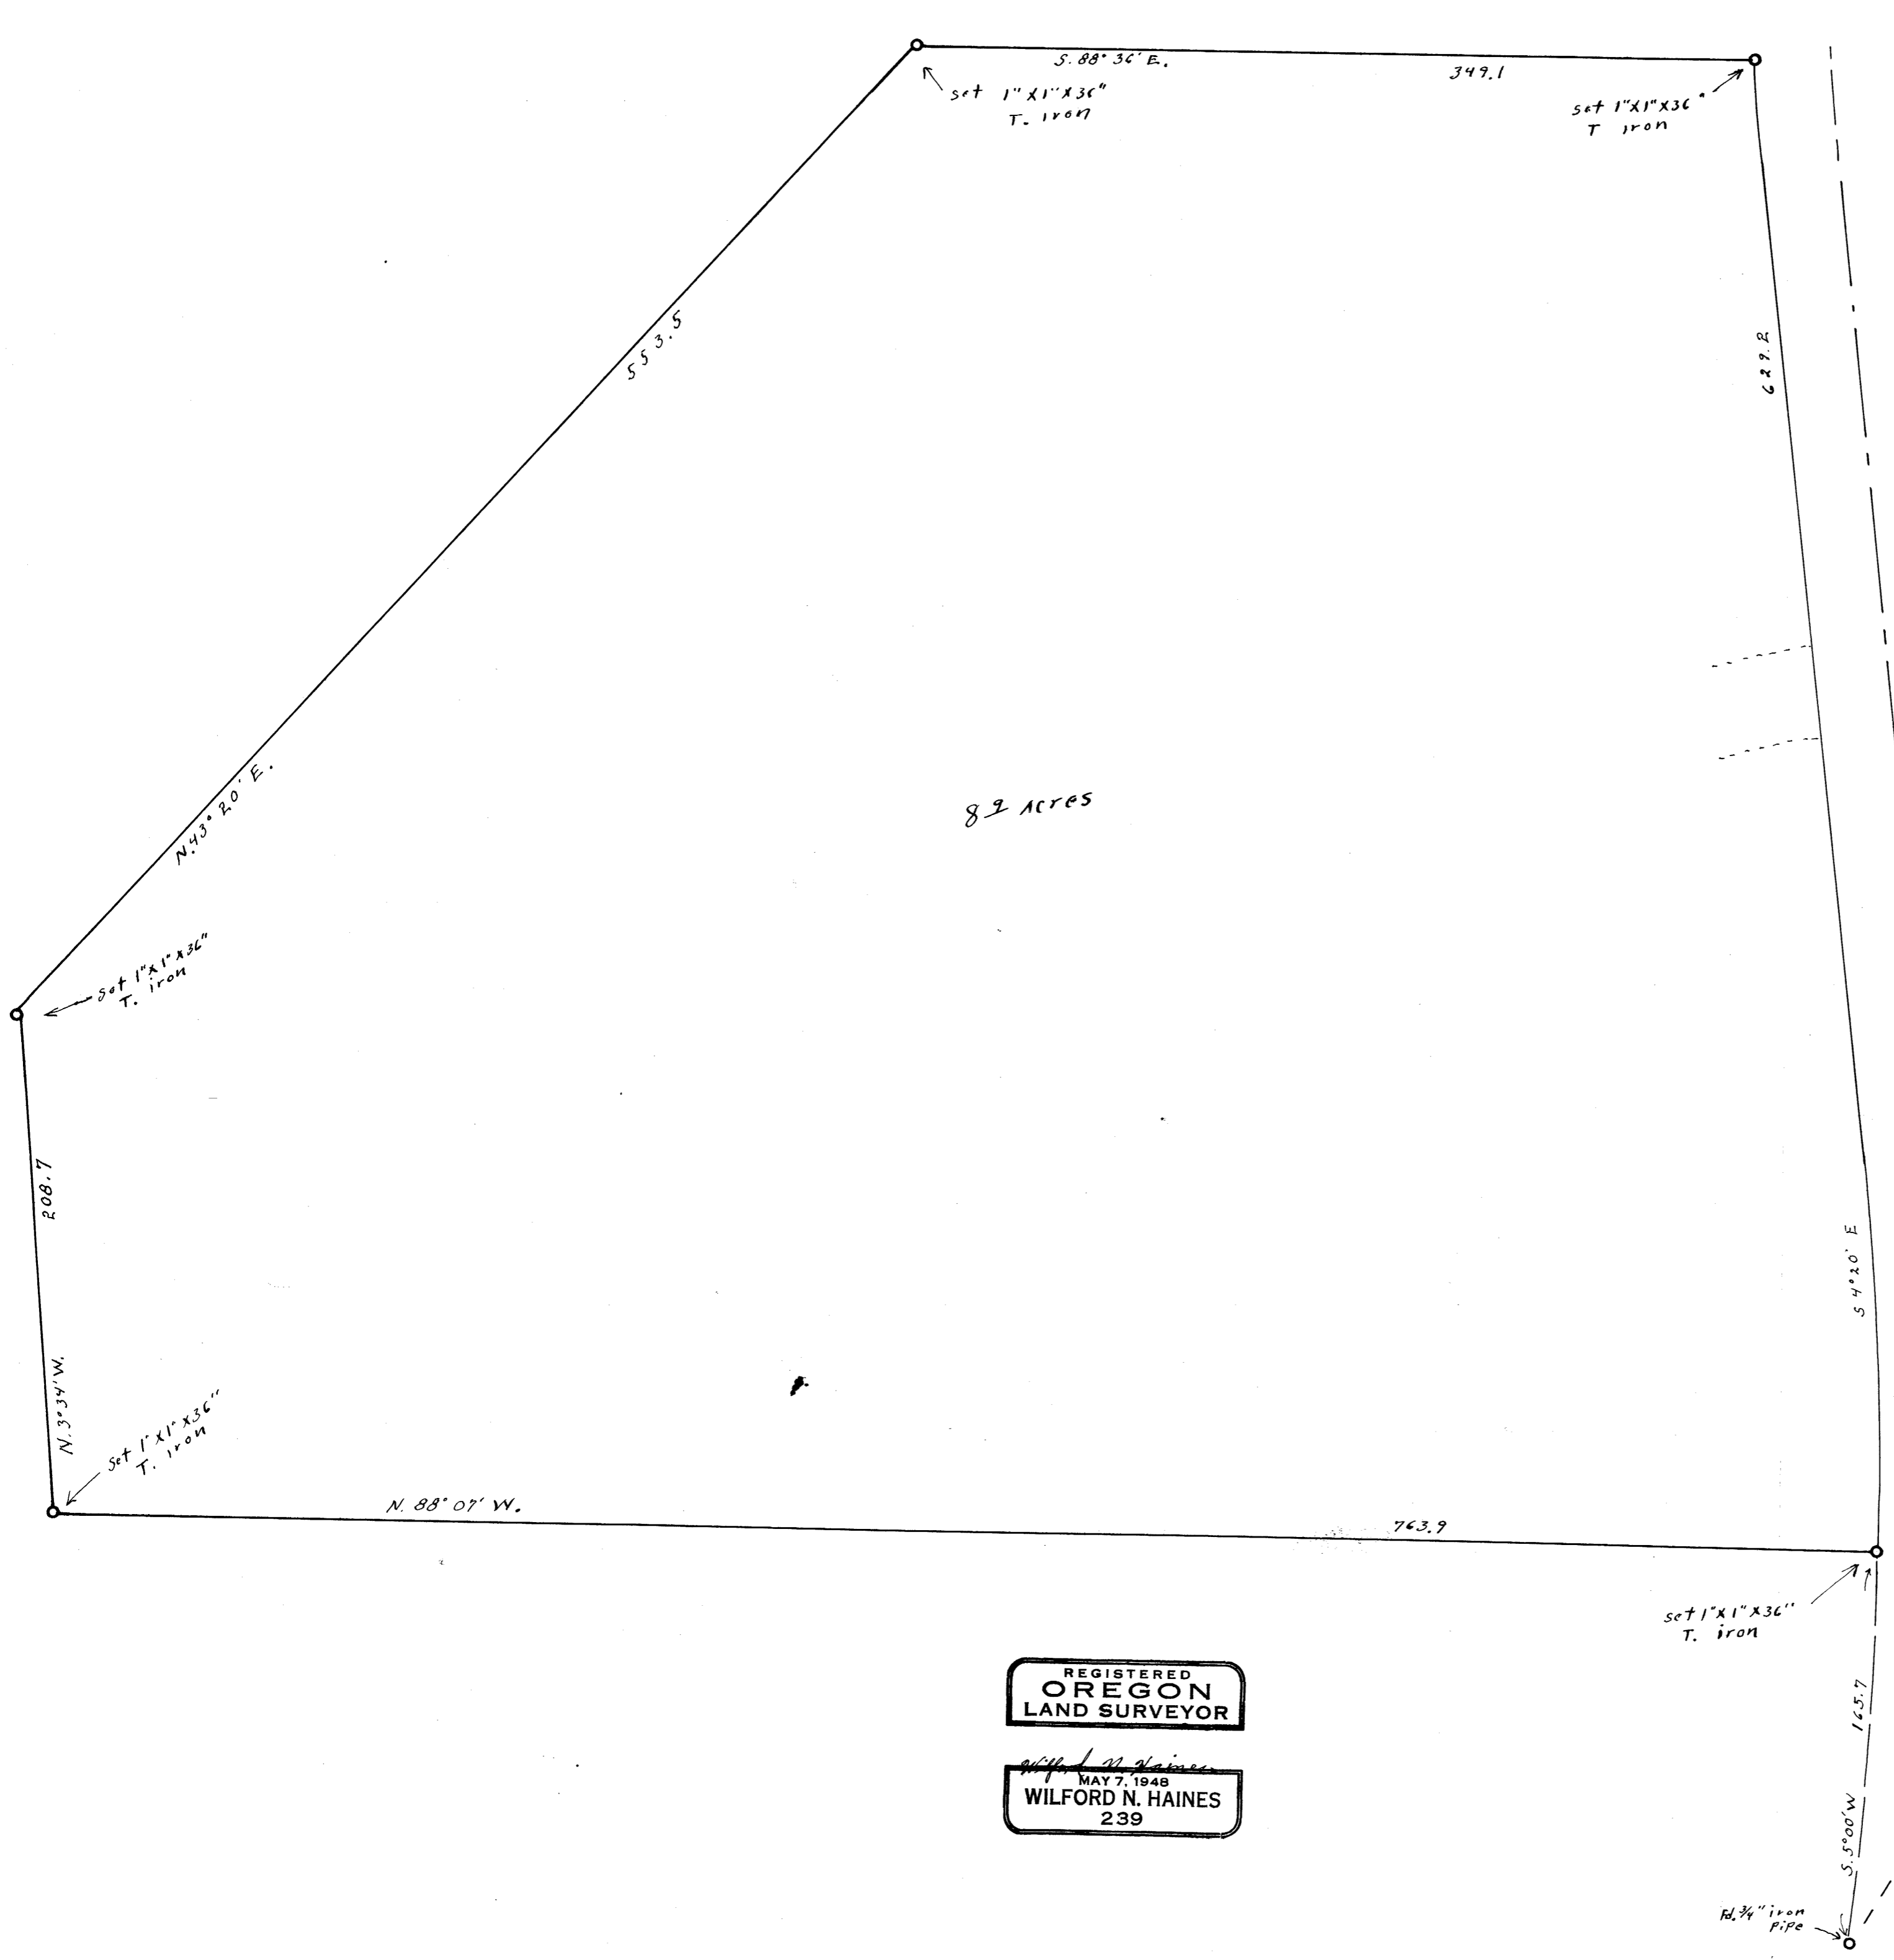 S. 88° 36' E.
349.1
set 1"X1"X36"
T. iron
set 1"X1"X36"
T iron
553.5
629.2
N. 43° 20' E.
8 9 Acres
set 1"X1"X36"
T. iron
208.7
S 4° 20' E
N. 3° 34' W.
set 1"X1"X36"
T. iron
N. 88° 07' W.
763.9
set 1"X1"X36"
T. iron
165.7
S. 5° 00' W
REGISTERED
OREGON
LAND SURVEYOR
Wilford N. Haines
MAY 7, 1948
WILFORD N. HAINES
239
Fd. 3/4" iron
pipe